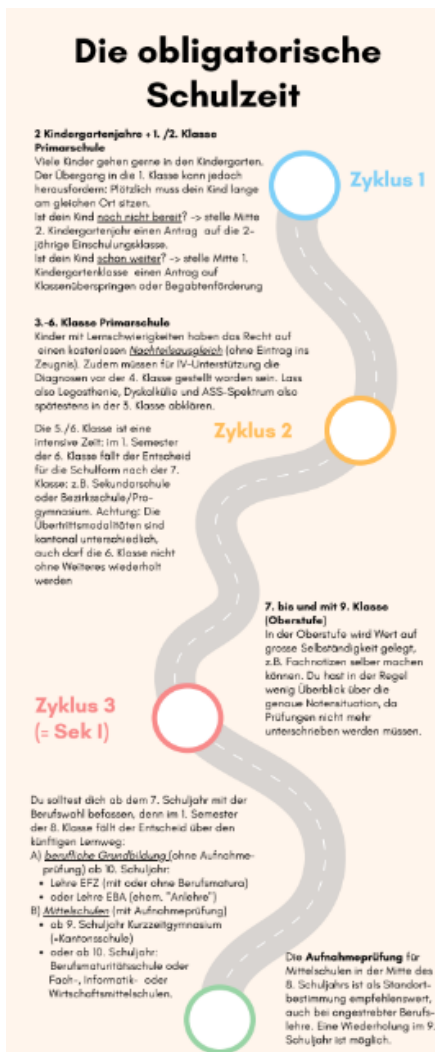 Die obligatorische
Schulzeit
2 Kindergartenjahre + 1. /2. Klasse
Primarschule
Viele Kinder gehen gerne in den Kindergarten.
Der Übergang in die 1. Klasse kann jedoch
herausfordern: Plötzlich muss dein Kind lange
am gleichen Ort sitzen.
Ist dein Kind noch nicht bereit? -> stelle Mitte
2. Kindergartenjahr einen Antrag auf die 2-
jährige Einschulungsklasse.
Ist dein Kind schon weiter? -> stelle Mitte 1.
Kindergartenklasse einen Antrag auf
Klassenüberspringen oder Begabtenförderung
Zyklus 1
3.-6. Klasse Primarschule
Kinder mit Lernschwierigkeiten haben das Recht auf
einen kostenlosen Nachteilsausgleich (ohne Eintrag ins
Zeugnis). Zudem müssen für IV-Unterstützung die
Diagnosen vor der 4. Klasse gestellt worden sein. Lass
also Legasthenie, Dyskalkulie und ASS-Spektrum also
spätestens in der 3. Klasse abklären.
Zyklus 2
Die 5./6. Klasse ist eine
intensive Zeit: im 1. Semester
der 6. Klasse fällt der Entscheid
für die Schulform nach der 7.
Klasse: z.B. Sekundarschule
oder Bezirksschule/Pro-
gymnasium. Achtung: Die
Übertrittsmodalitäten sind
kantonal unterschiedlich,
auch darf die 6. Klasse nicht
ohne Weiteres wiederholt
werden
7. bis und mit 9. Klasse
(Oberstufe)
In der Oberstufe wird Wert auf
grosse Selbständigkeit gelegt,
z.B. Fachnotizen selber machen
können. Du hast in der Regel
wenig Überblick über die
genaue Notensituation, da
Prüfungen nicht mehr
unterschrieben werden müssen.
Zyklus 3
(= Sek I)
Du solltest dich ab dem 7. Schuljahr mit der
Berufswahl befassen, denn im 1. Semester
der 8. Klasse fällt der Entscheid über den
künftigen Lernweg:
A) berufliche Grundbildung (ohne Aufnahme-
prüfung) ab 10. Schuljahr:
• Lehre EFZ (mit oder ohne Berufsmatura)
• oder Lehre EBA (ehem. "Anlehre")
B) Mittelschulen (mit Aufnahmeprüfung)
• ab 9. Schuljahr Kurzzeitgymnasium
(=Kantonsschule)
• oder ab 10. Schuljahr:
Berufsmaturitätsschule oder
Fach-, Informatik- oder
Wirtschaftsmittelschulen.
Die Aufnahmeprüfung für
Mittelschulen in der Mitte des
8. Schuljahrs ist als Standort-
bestimmung empfehlenswert,
auch bei angestrebter Berufs-
lehre. Eine Wiederholung im 9.
Schuljahr ist möglich.